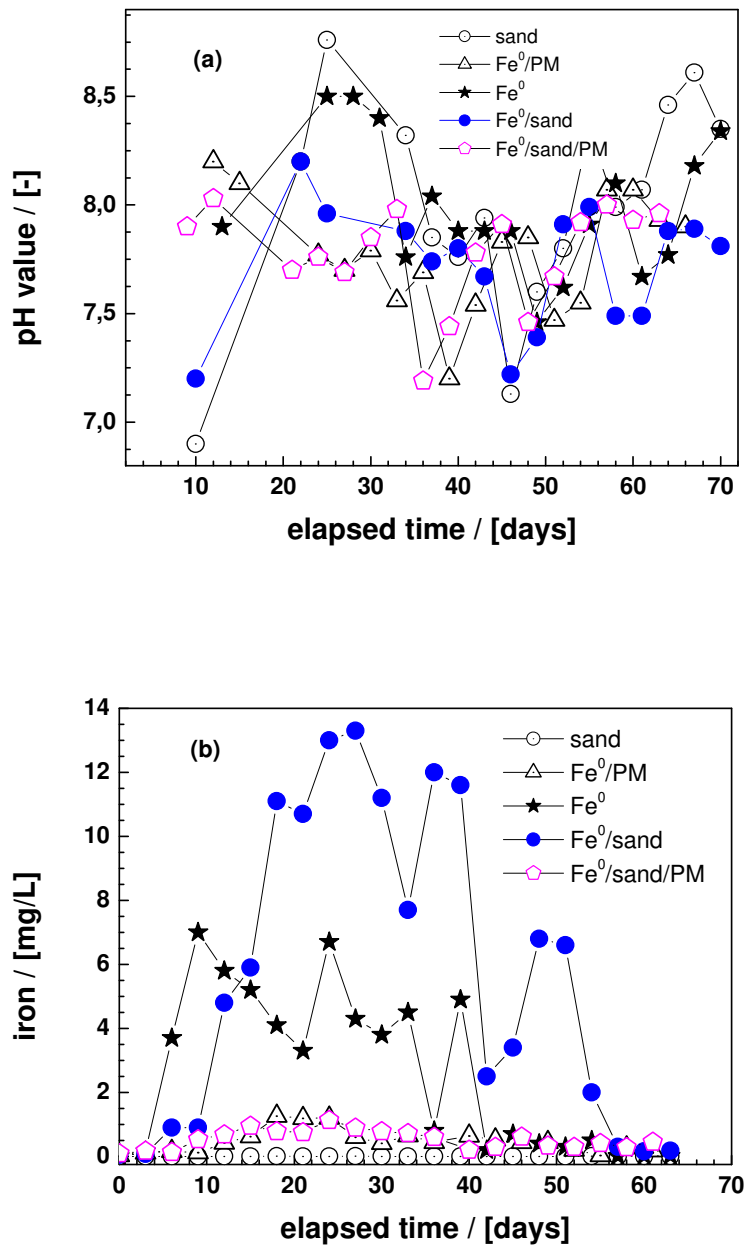 (a)
sand
Fe⁰/PM
Fe⁰
Fe⁰/sand
Fe⁰/sand/PM
8,5
8,0
7,5
7,0
pH value / [-]
10 20 30 40 50 60 70
elapsed time / [days]
(b)
sand
Fe⁰/PM
Fe⁰
Fe⁰/sand
Fe⁰/sand/PM
14
12
10
8
6
4
2
0
iron / [mg/L]
0 10 20 30 40 50 60 70
elapsed time / [days]